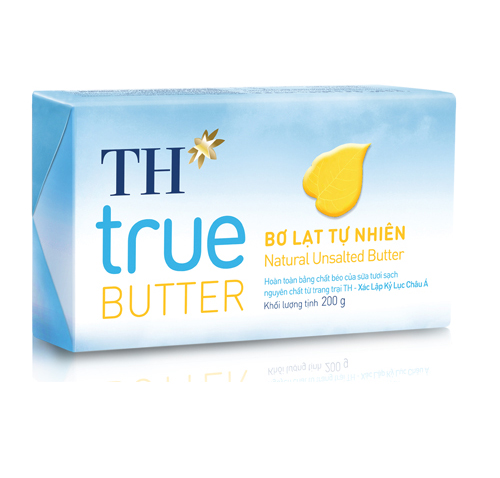 TH
true
BUTTER
BƠ LẠT TỰ NHIÊN
Natural Unsalted Butter
Hoàn toàn bằng chất béo của sữa tươi sạch
nguyên chất từ trang trại TH - Xác Lập Kỷ Lục Châu Á
Khối lượng tịnh 200 g